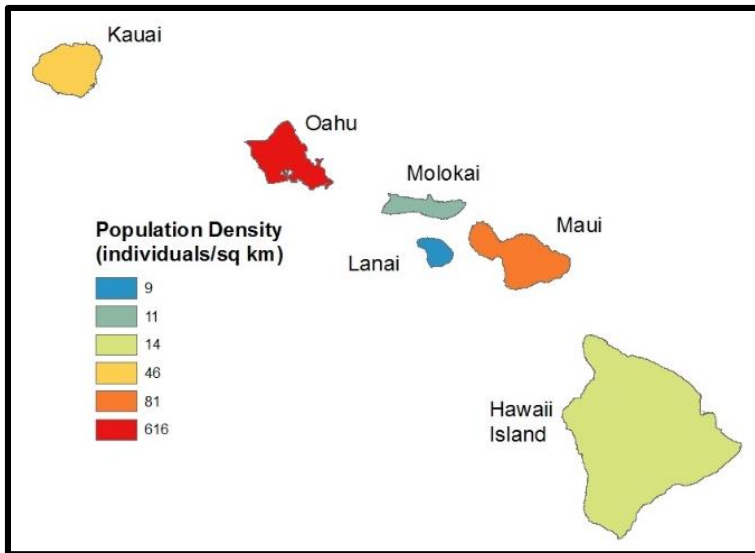 Kauai
Oahu
Molokai
Maui
Lanai
Population Density
(individuals/sq km)
9
11
14
46
81
616
Hawaii
Island